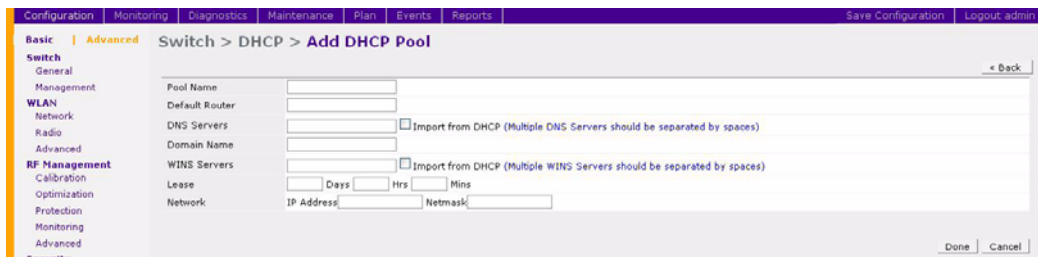 Configuration Monitoring Diagnostics Maintenance Plan Events Reports Save Configuration Logout admin
Basic | Advanced
Switch > DHCP > Add DHCP Pool
Switch
General
< Back
Management
Pool Name
WLAN
Default Router
Network
DNS Servers Import from DHCP (Multiple DNS Servers should be separated by spaces)
Radio
Advanced
Domain Name
RF Management
WINS Servers Import from DHCP (Multiple WINS Servers should be separated by spaces)
Calibration
Lease Days Hrs Mins
Optimization
Network IP Address Netmask
Protection
Monitoring
Advanced
Done Cancel